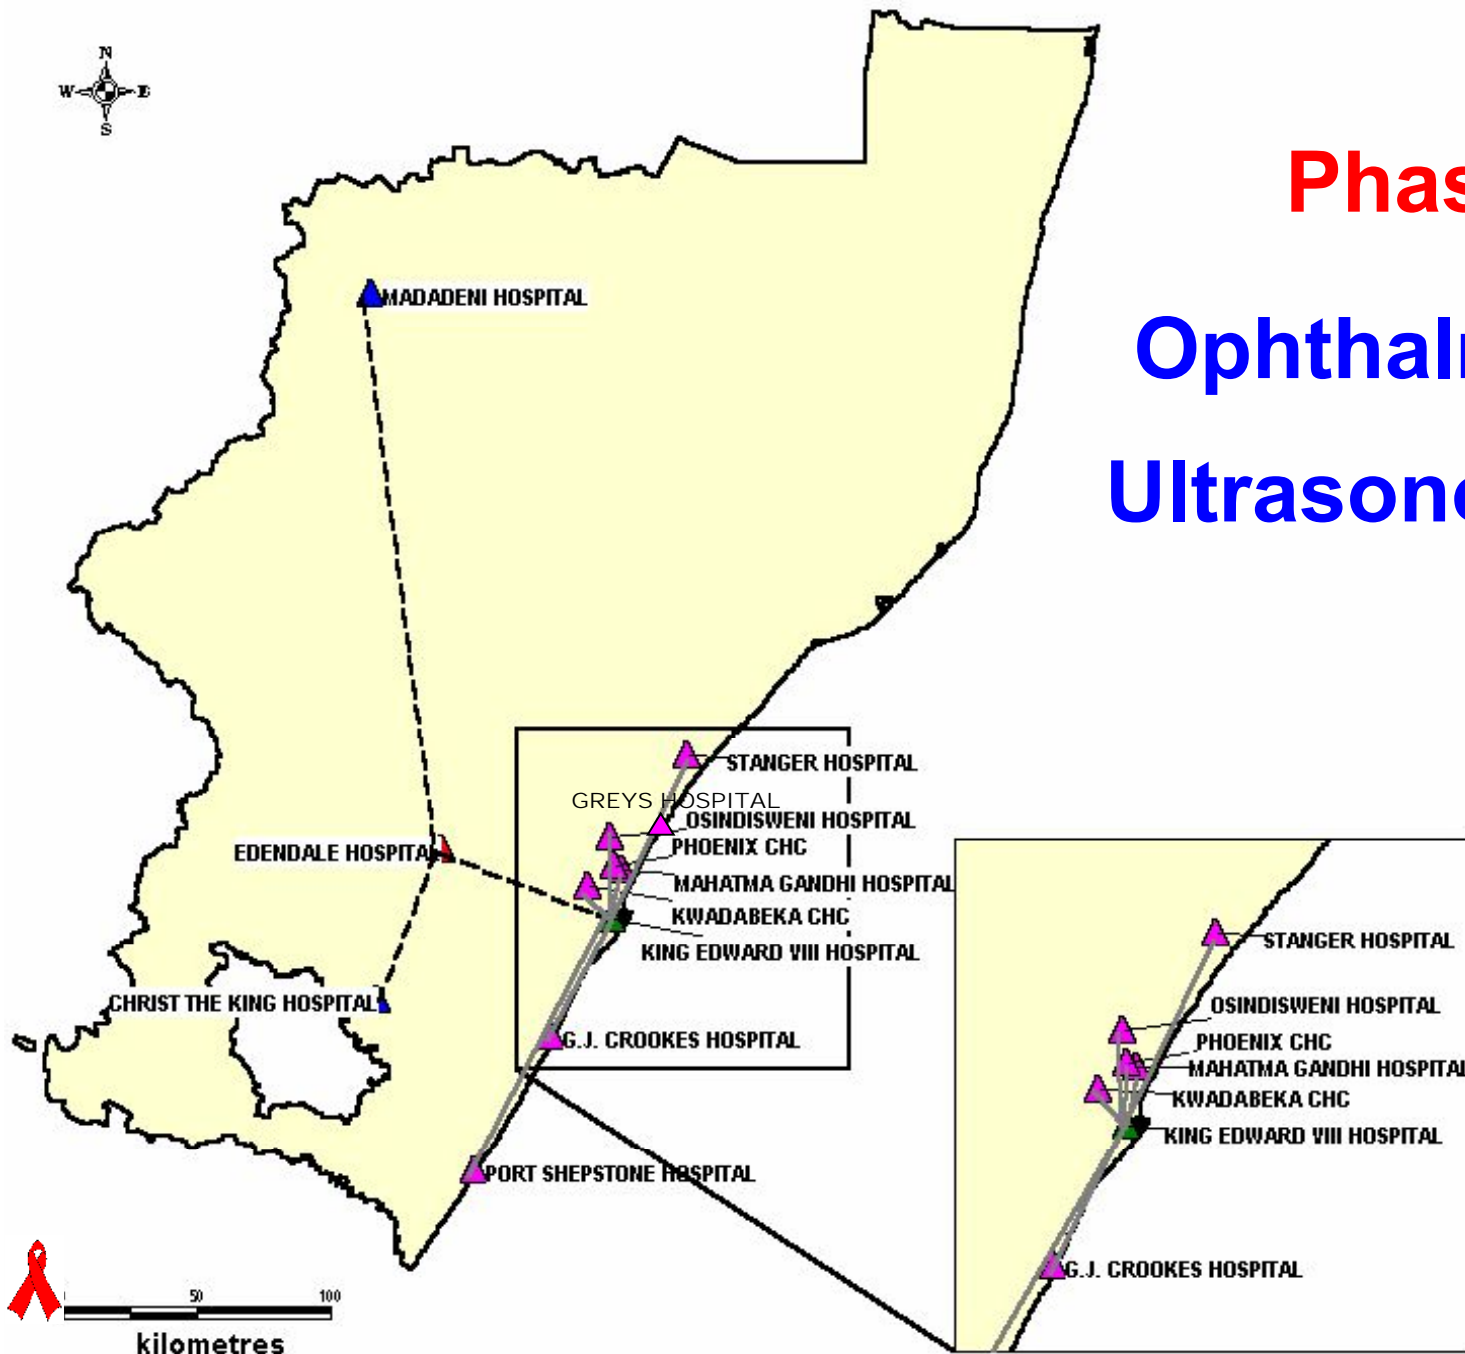 N
W E
S
Phas
Ophthalm
Ultrasono
MADADENI HOSPITAL
STANGER HOSPITAL
GREYS HOSPITAL
OSINDISWENI HOSPITAL
PHOENIX CHC
EDENDALE HOSPITAL
MAHATMA GANDHI HOSPITAL
KWADABEKA CHC
KING EDWARD VIII HOSPITAL
CHRIST THE KING HOSPITAL
G.J. CROOKES HOSPITAL
PORT SHEPSTONE HOSPITAL
STANGER HOSPITAL
OSINDISWENI HOSPITAL
PHOENIX CHC
MAHATMA GANDHI HOSPITAL
KWADABEKA CHC
KING EDWARD VIII HOSPITAL
G.J. CROOKES HOSPITAL
50 100
kilometres